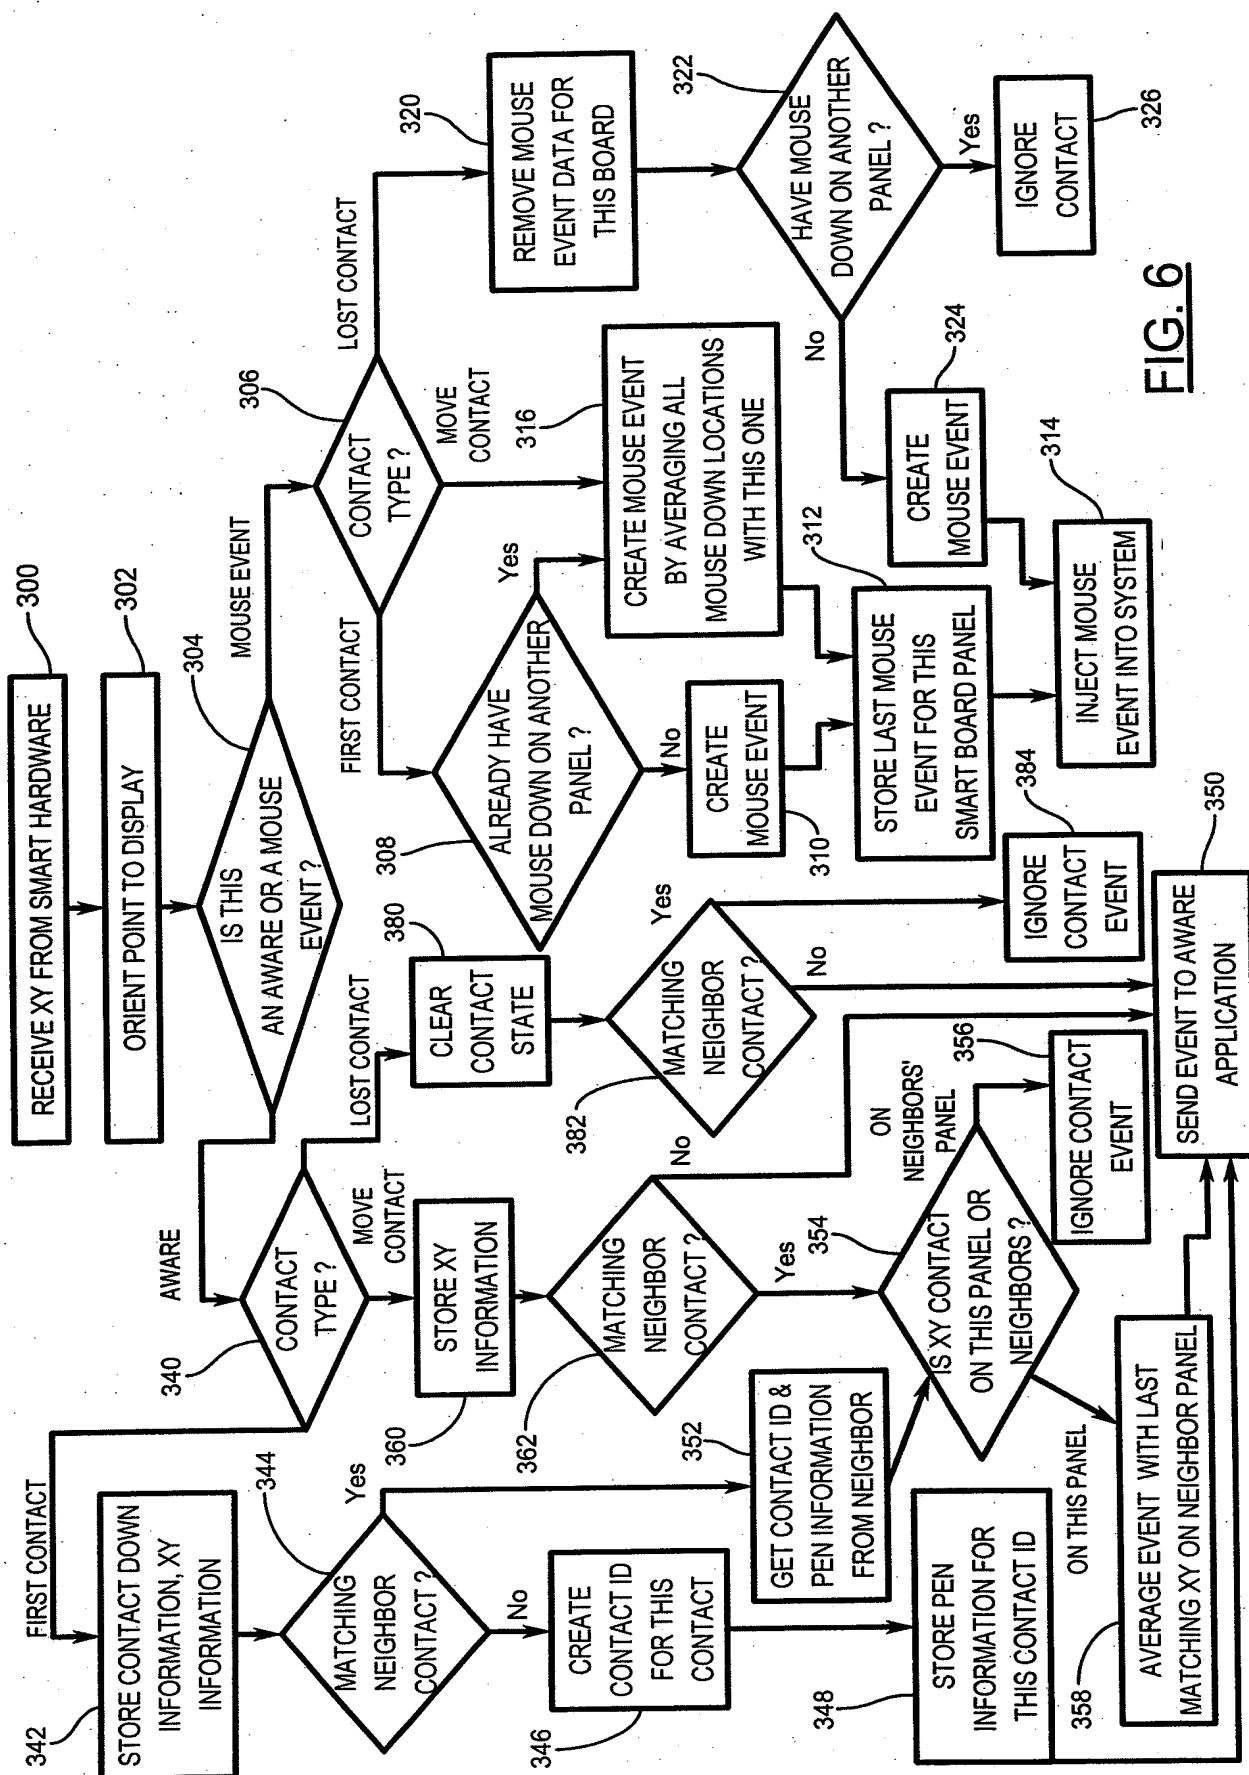 RECEIVE XY FROM SMART HARDWARE
300
ORIENT POINT TO DISPLAY
302
IS THIS
AN AWARE OR A MOUSE
EVENT ?
304
MOUSE EVENT
AWARE
CONTACT
TYPE ?
306
LOST CONTACT
MOVE
CONTACT
FIRST CONTACT
REMOVE MOUSE
EVENT DATA FOR
THIS BOARD
320
HAVE MOUSE
DOWN ON ANOTHER
PANEL ?
322
Yes
No
IGNORE
CONTACT
326
CREATE
MOUSE EVENT
324
ALREADY HAVE
MOUSE DOWN ON ANOTHER
PANEL ?
308
Yes
No
CREATE MOUSE EVENT
BY AVERAGING ALL
MOUSE DOWN LOCATIONS
WITH THIS ONE
316
CREATE
MOUSE EVENT
310
STORE LAST MOUSE
EVENT FOR THIS
SMART BOARD PANEL
312
INJECT MOUSE
EVENT INTO SYSTEM
314
CONTACT
TYPE ?
340
LOST CONTACT
MOVE
CONTACT
FIRST CONTACT
CLEAR
CONTACT
STATE
380
MATCHING
NEIGHBOR
CONTACT ?
382
Yes
No
IGNORE
CONTACT
EVENT
384
STORE XY
INFORMATION
360
MATCHING
NEIGHBOR
CONTACT ?
362
No
Yes
STORE CONTACT DOWN
INFORMATION, XY
INFORMATION
342
MATCHING
NEIGHBOR
CONTACT ?
344
Yes
No
CREATE
CONTACT ID
FOR THIS
CONTACT
346
GET CONTACT ID &
PEN INFORMATION
FROM NEIGHBOR
352
STORE PEN
INFORMATION FOR
THIS CONTACT ID
348
IS XY CONTACT
ON THIS PANEL OR
NEIGHBORS ?
354
ON
NEIGHBORS'
PANEL
ON THIS PANEL
IGNORE CONTACT
EVENT
356
AVERAGE EVENT WITH LAST
MATCHING XY ON NEIGHBOR PANEL
358
SEND EVENT TO AWARE
APPLICATION
350
FIG. 6